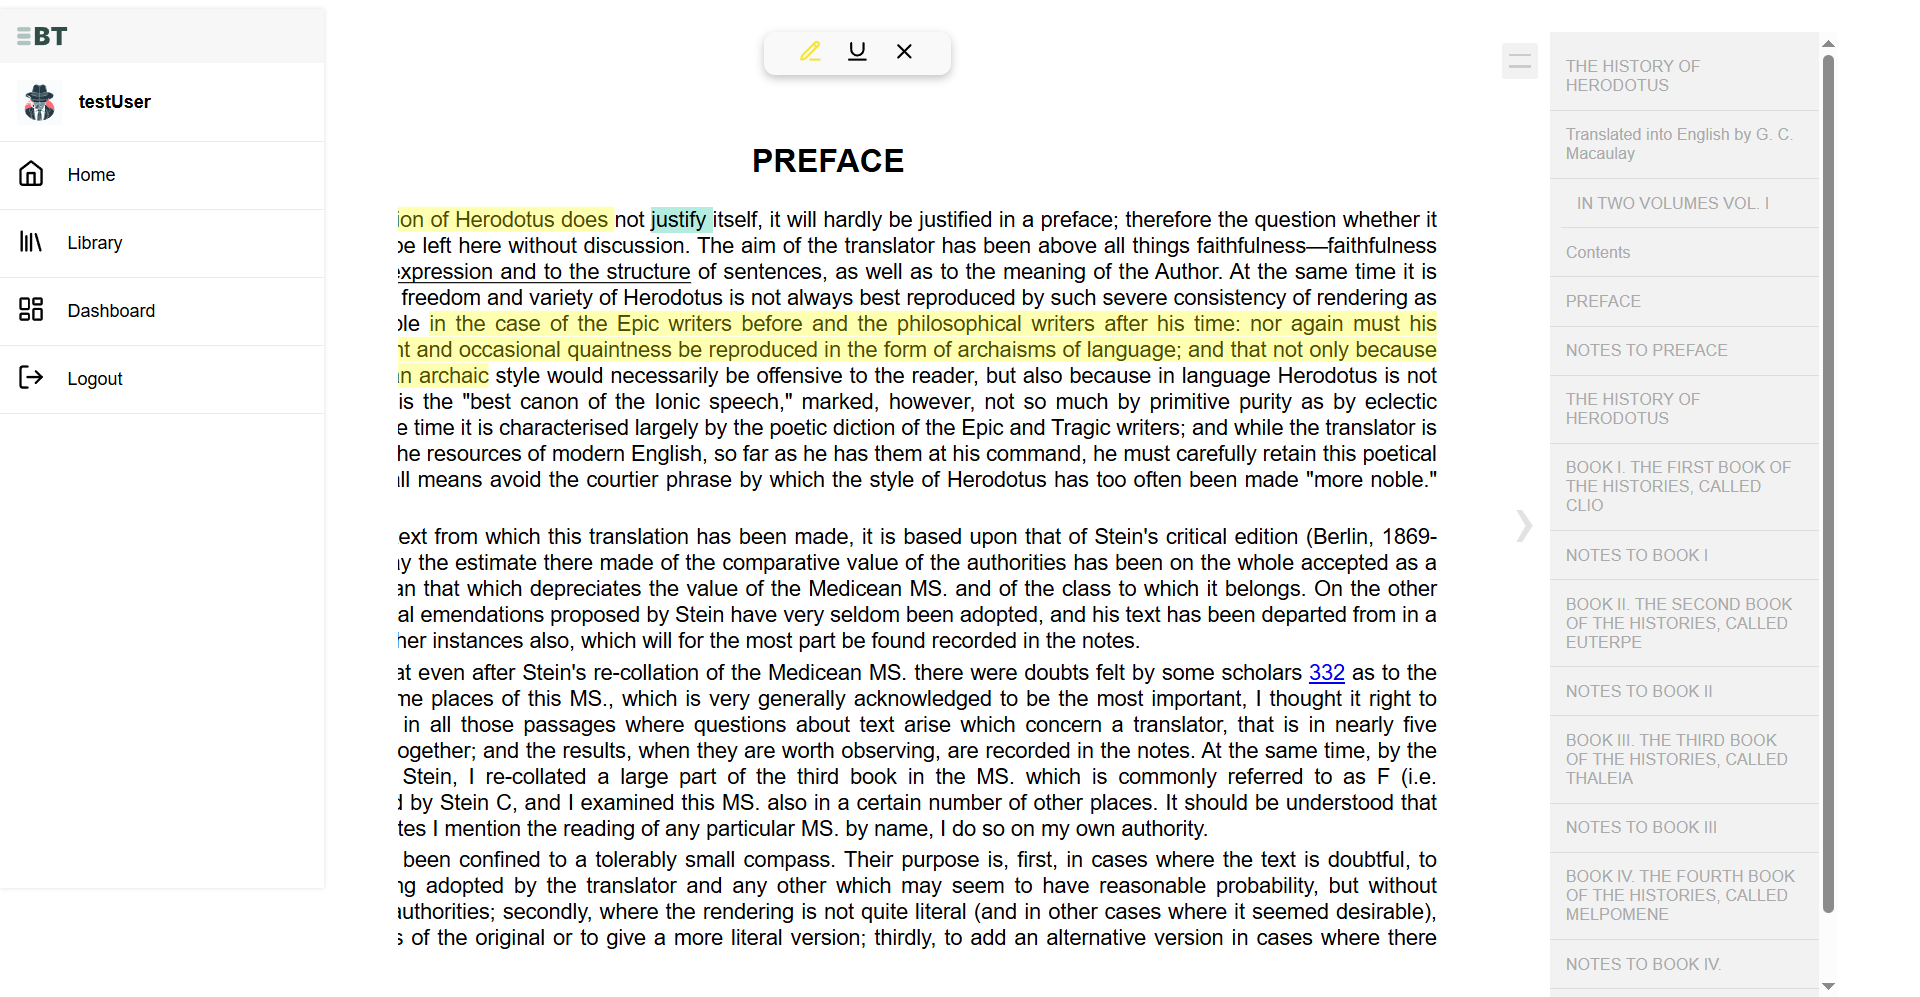 BT
testUser
Home
Library
Dashboard
Logout
PREFACE
ion of Herodotus does not justify itself, it will hardly be justified in a preface; therefore the question whether it
be left here without discussion. The aim of the translator has been above all things faithfulness—faithfulness
expression and to the structure of sentences, as well as to the meaning of the Author. At the same time it is
freedom and variety of Herodotus is not always best reproduced by such severe consistency of rendering as
ble in the case of the Epic writers before and the philosophical writers after his time: nor again must his
nt and occasional quaintness be reproduced in the form of archaisms of language; and that not only because
an archaic style would necessarily be offensive to the reader, but also because in language Herodotus is not
is the "best canon of the Ionic speech," marked, however, not so much by primitive purity as by eclectic
e time it is characterised largely by the poetic diction of the Epic and Tragic writers; and while the translator is
he resources of modern English, so far as he has them at his command, he must carefully retain this poetical
all means avoid the courtier phrase by which the style of Herodotus has too often been made "more noble."
ext from which this translation has been made, it is based upon that of Stein's critical edition (Berlin, 1869-
ay the estimate there made of the comparative value of the authorities has been on the whole accepted as a
an that which depreciates the value of the Medicean MS. and of the class to which it belongs. On the other
al emendations proposed by Stein have very seldom been adopted, and his text has been departed from in a
her instances also, which will for the most part be found recorded in the notes.
at even after Stein's re-collation of the Medicean MS. there were doubts felt by some scholars 332 as to the
me places of this MS., which is very generally acknowledged to be the most important, I thought it right to
in all those passages where questions about text arise which concern a translator, that is in nearly five
ogether; and the results, when they are worth observing, are recorded in the notes. At the same time, by the
Stein, I re-collated a large part of the third book in the MS. which is commonly referred to as F (i.e.
d by Stein C, and I examined this MS. also in a certain number of other places. It should be understood that
tes I mention the reading of any particular MS. by name, I do so on my own authority.
been confined to a tolerably small compass. Their purpose is, first, in cases where the text is doubtful, to
ng adopted by the translator and any other which may seem to have reasonable probability, but without
authorities; secondly, where the rendering is not quite literal (and in other cases where it seemed desirable),
s of the original or to give a more literal version; thirdly, to add an alternative version in cases where there
THE HISTORY OF
HERODOTUS
Translated into English by G. C.
Macaulay
IN TWO VOLUMES VOL. I
Contents
PREFACE
NOTES TO PREFACE
THE HISTORY OF
HERODOTUS
BOOK I. THE FIRST BOOK OF
THE HISTORIES, CALLED
CLIO
NOTES TO BOOK I
BOOK II. THE SECOND BOOK
OF THE HISTORIES, CALLED
EUTERPE
NOTES TO BOOK II
BOOK III. THE THIRD BOOK
OF THE HISTORIES, CALLED
THALEIA
NOTES TO BOOK III
BOOK IV. THE FOURTH BOOK
OF THE HISTORIES, CALLED
MELPOMENE
NOTES TO BOOK IV.